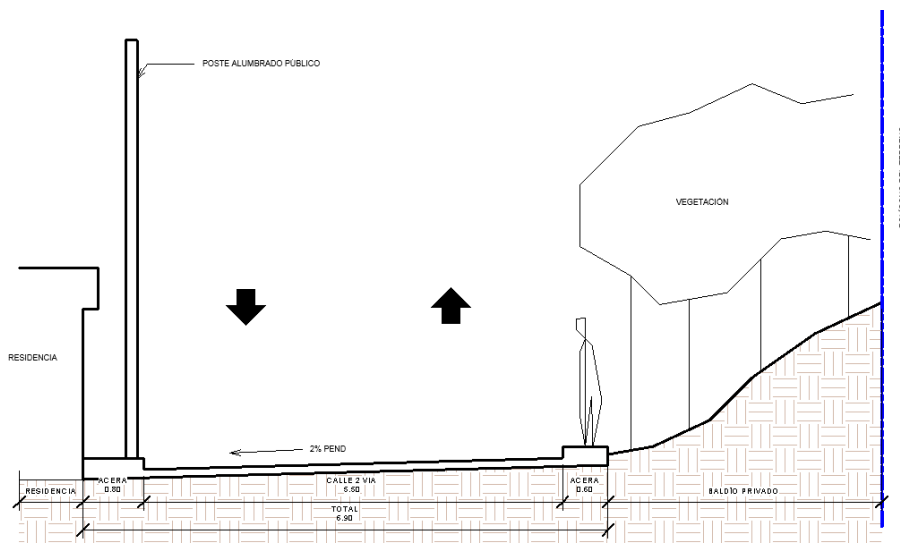 POSTE ALUMBRADO PÚBLICO
VEGETACIÓN
RESIDENCIA
2% PEND
RESIDENCIA
ACERA
0.80
CALLE 2 VIA
5.50
ACERA
0.60
BALDÍO PRIVADO
TOTAL
6.90